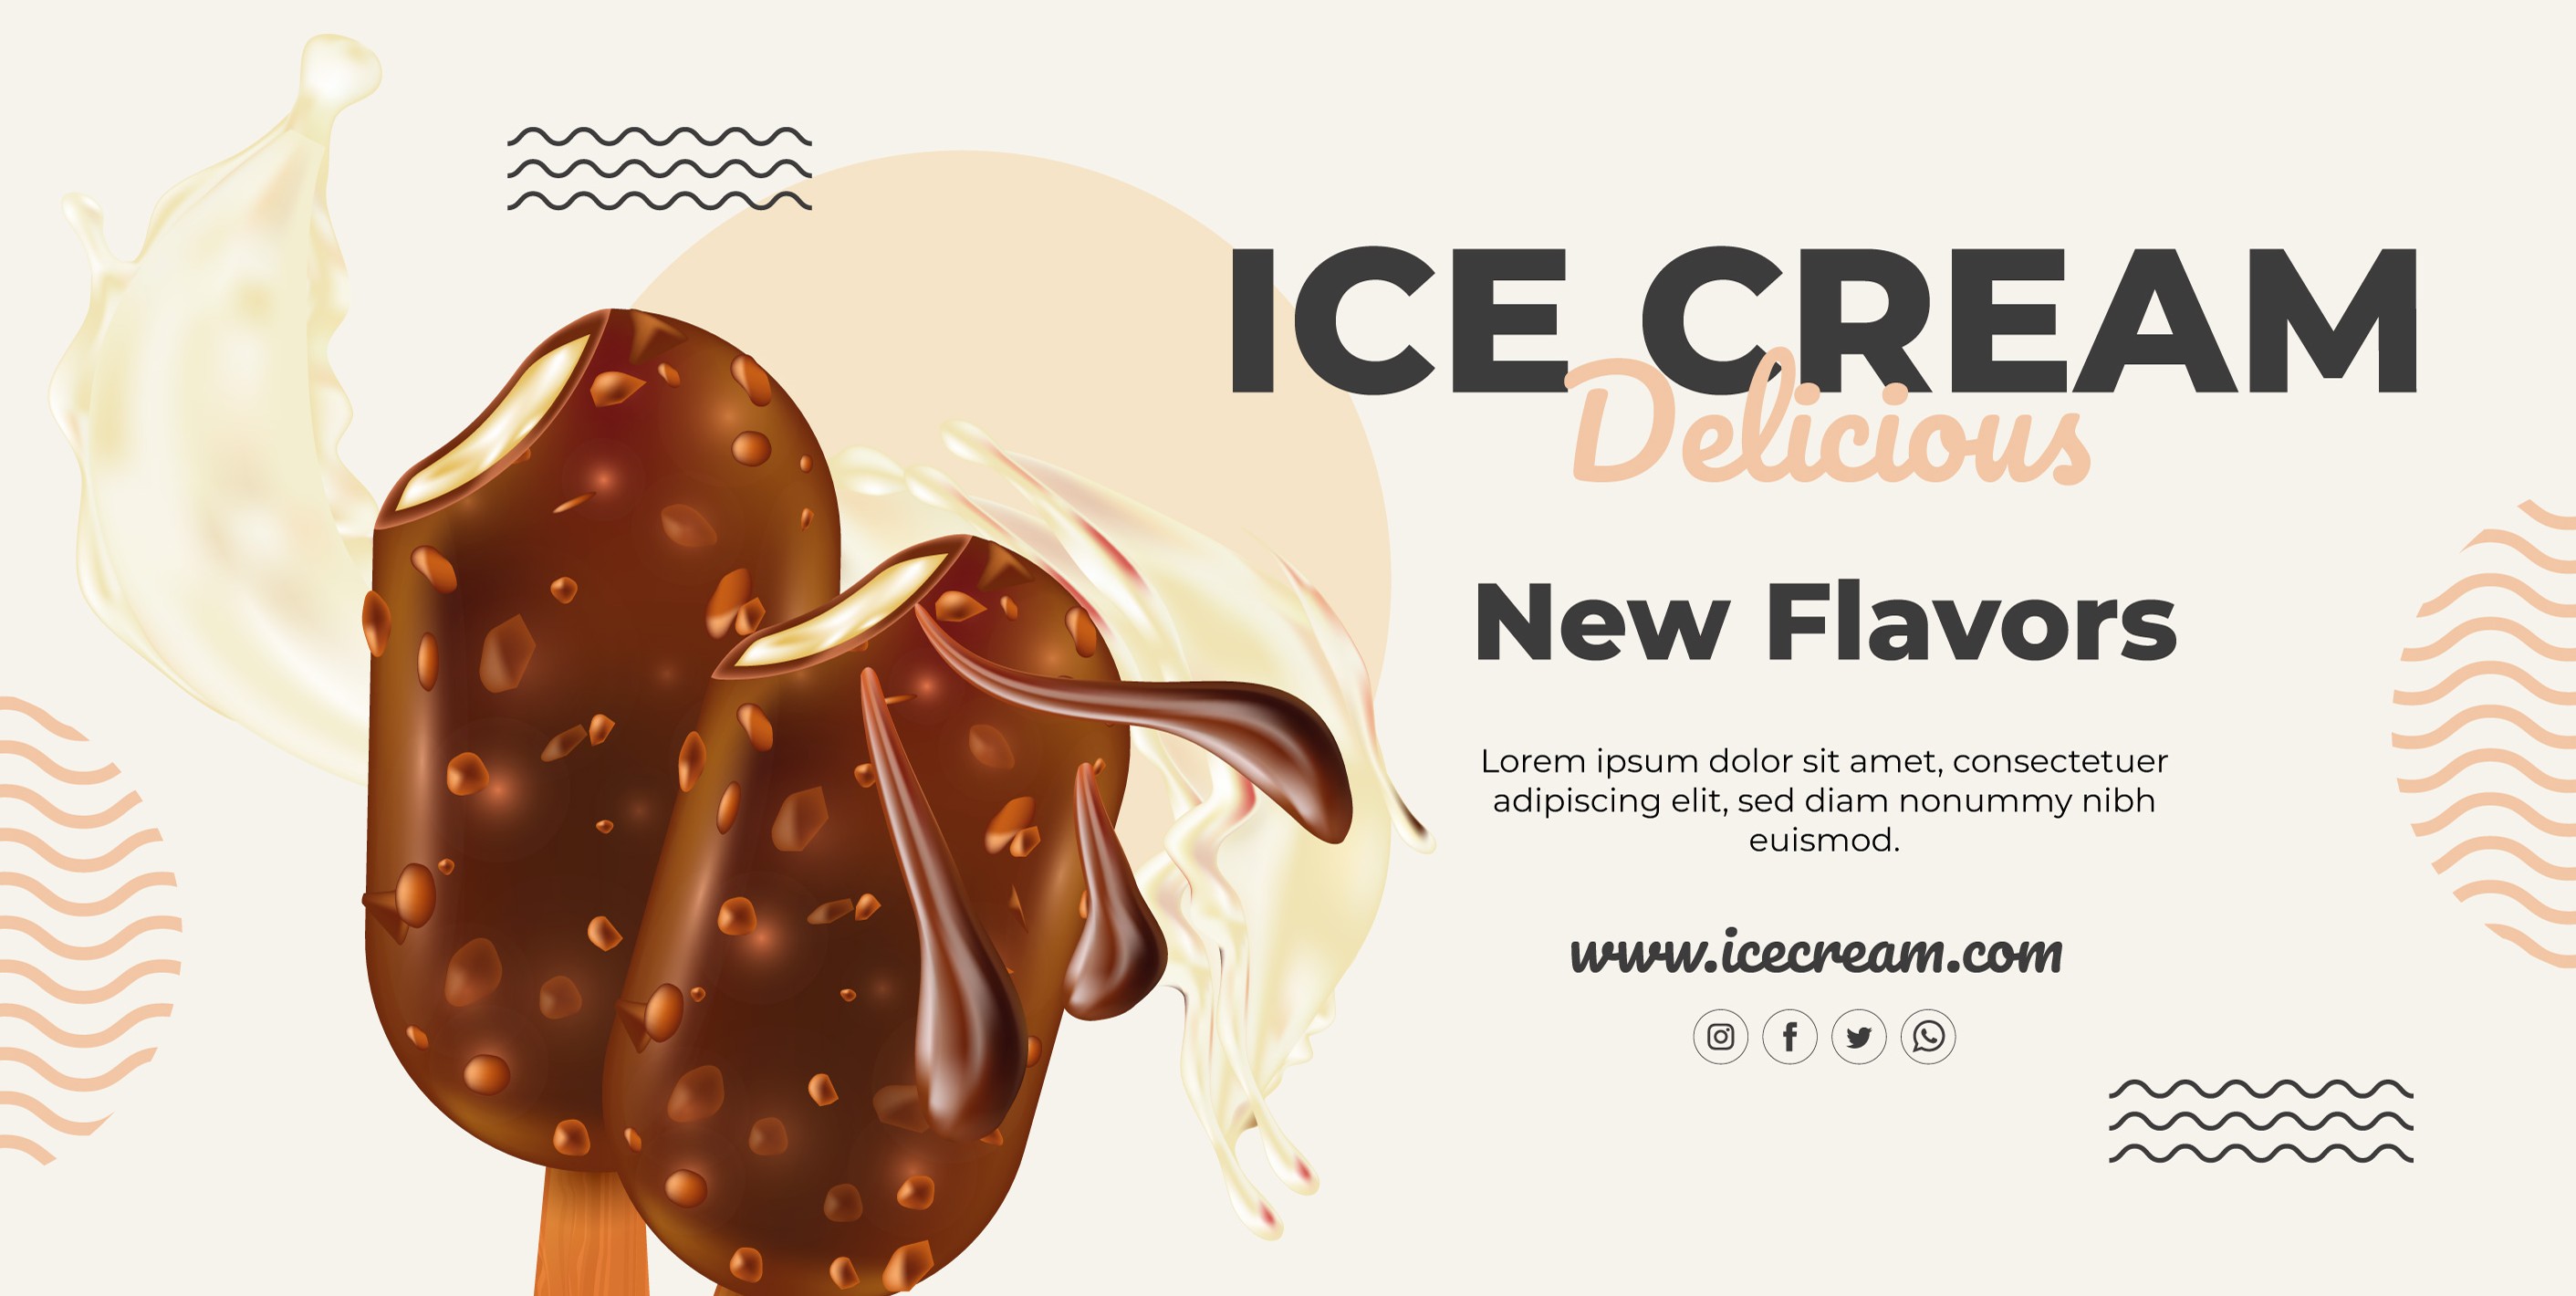 ICE CREAM
Delicious
New Flavors
Lorem ipsum dolor sit amet, consectetuer
adipiscing elit, sed diam nonummy nibh
euismod.
www.icecream.com